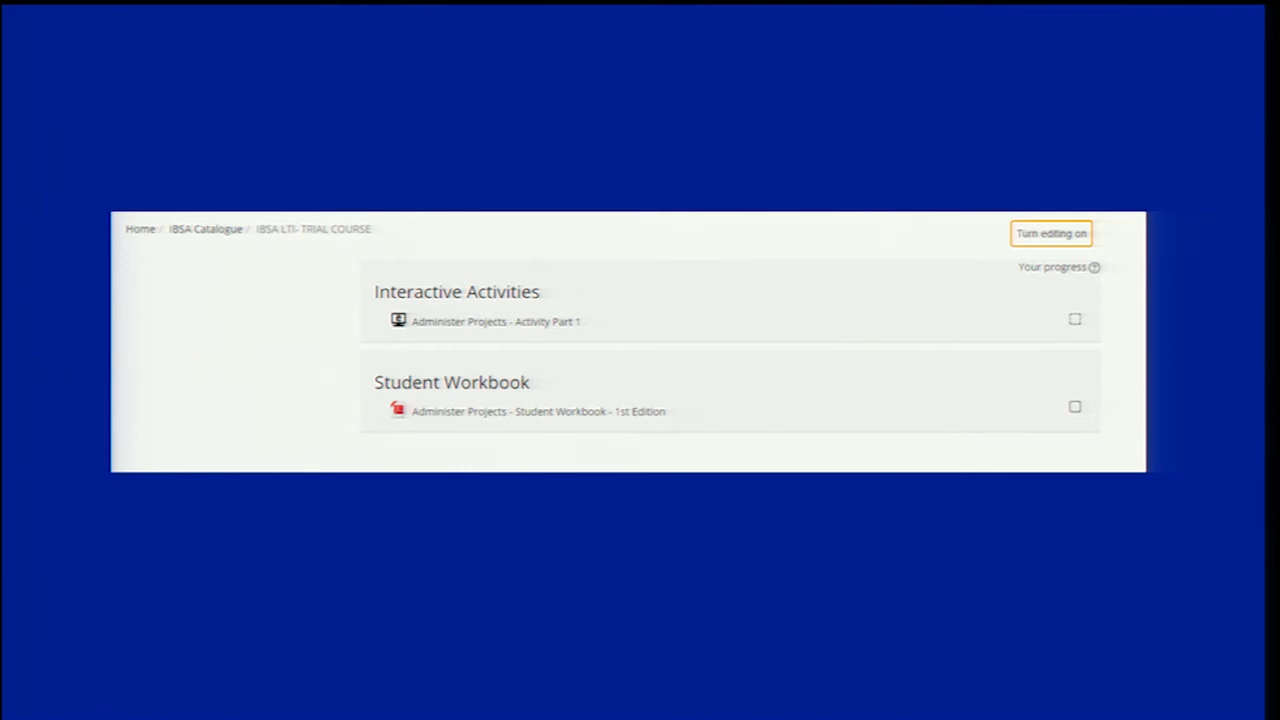 Home / IBSA Catalogue / IBSA LTI- TRIAL COURSE
Turn editing on
Your progress
Interactive Activities
Administer Projects - Activity Part 1
Student Workbook
Administer Projects - Student Workbook - 1st Edition